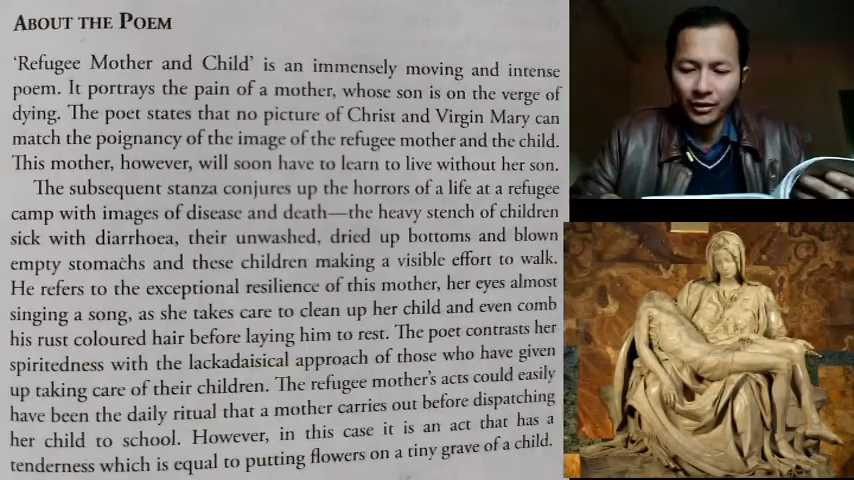 ABOUT THE POEM
'Refugee Mother and Child' is an immensely moving and intense
poem. It portrays the pain of a mother, whose son is on the verge of
dying. The poet states that no picture of Christ and Virgin Mary can
match the poignancy of the image of the refugee mother and the child.
This mother, however, will soon have to learn to live without her son.
The subsequent stanza conjures up the horrors of a life at a refugee
camp with images of disease and death—the heavy stench of children
sick with diarrhoea, their unwashed, dried up bottoms and blown
empty stomachs and these children making a visible effort to walk.
He refers to the exceptional resilience of this mother, her eyes almost
singing a song, as she takes care to clean up her child and even comb
his rust coloured hair before laying him to rest. The poet contrasts her
spiritedness with the lackadaisical approach of those who have given
up taking care of their children. The refugee mother's acts could easily
have been the daily ritual that a mother carries out before dispatching
her child to school. However, in this case it is an act that has a
tenderness which is equal to putting flowers on a tiny grave of a child.